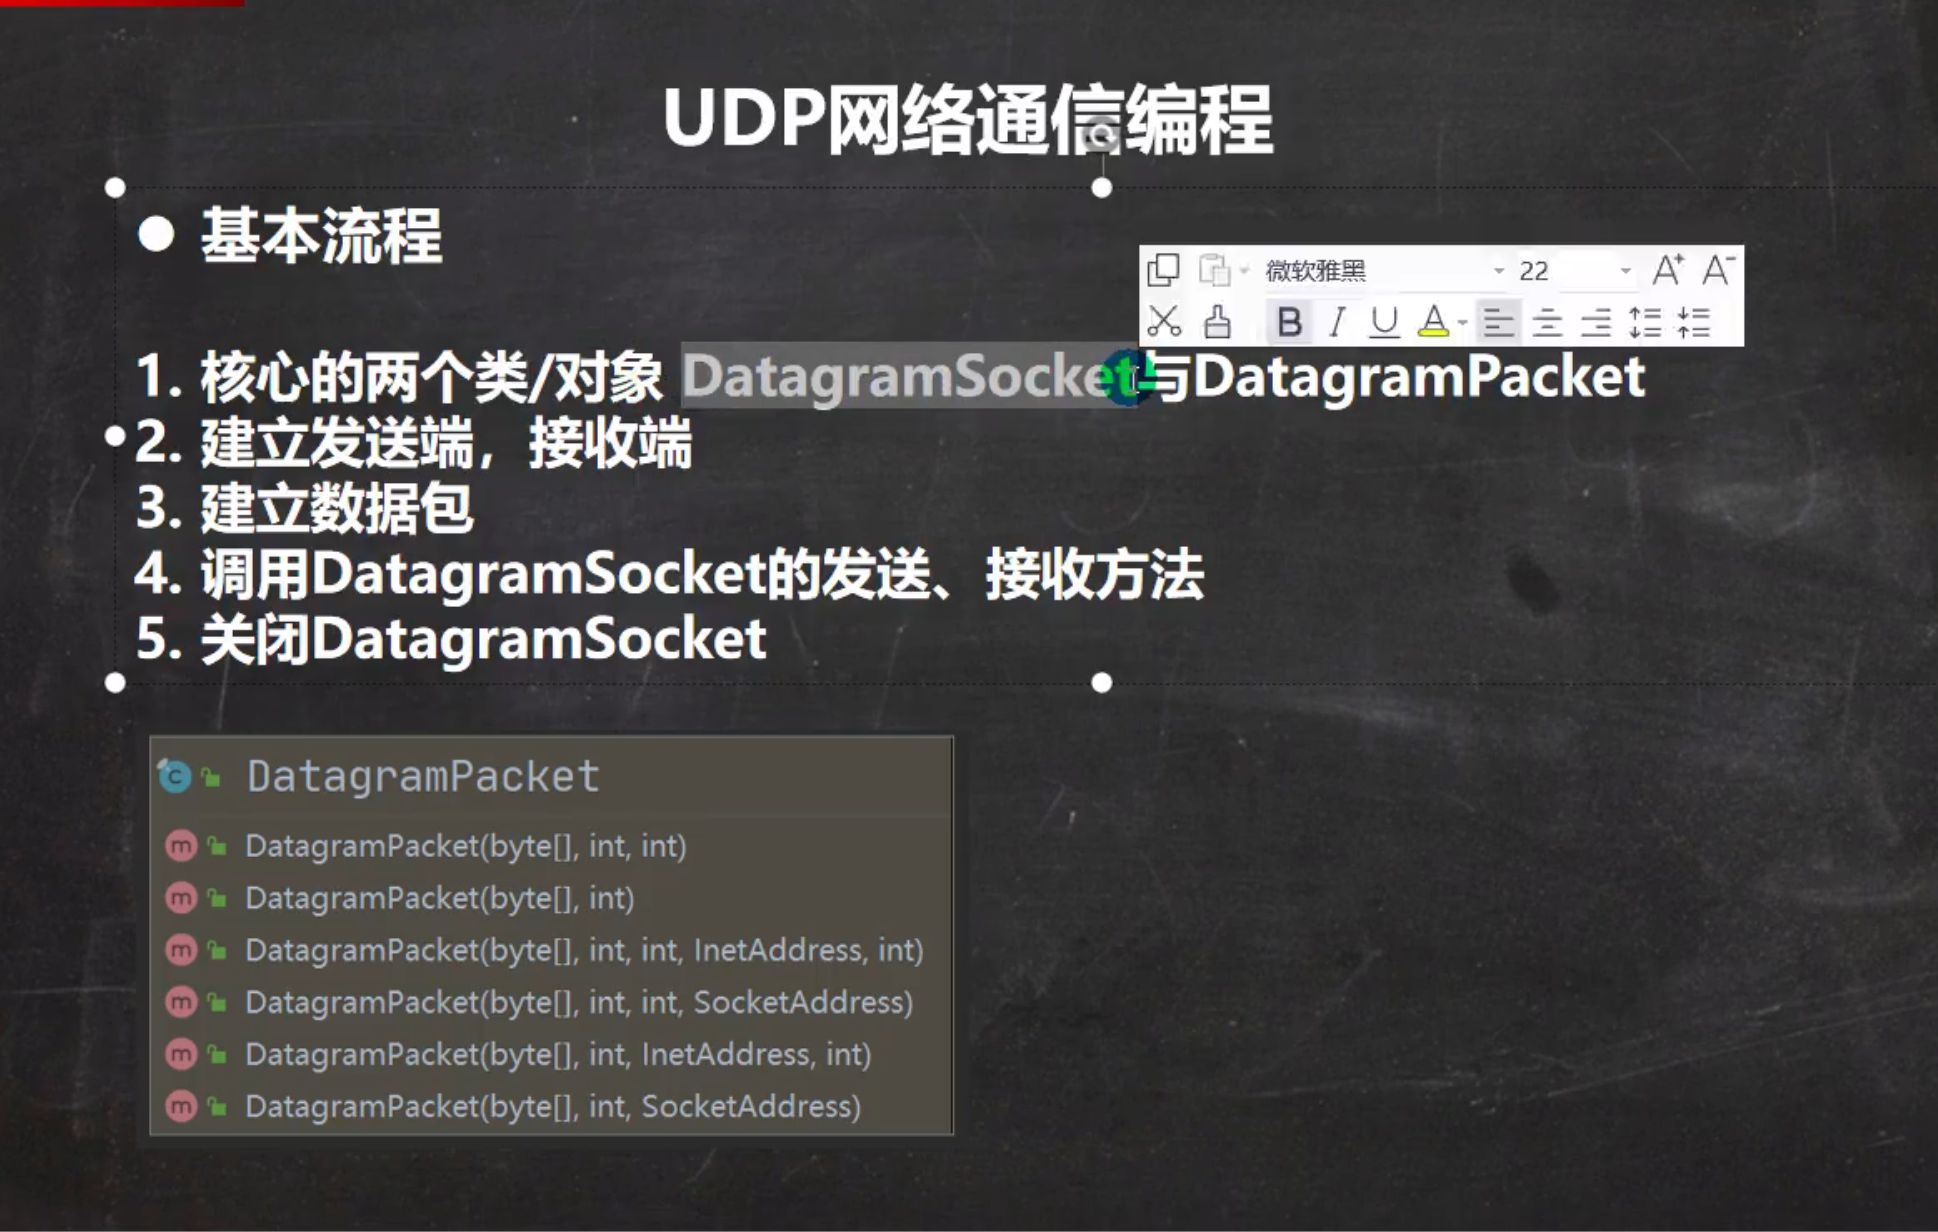 UDP网络通信编程
● 基本流程
微软雅黑 22 A+ A-
B I U A
1. 核心的两个类/对象 DatagramSocket与DatagramPacket
2. 建立发送端，接收端
3. 建立数据包
4. 调用DatagramSocket的发送、接收方法
5. 关闭DatagramSocket
C DatagramPacket
m DatagramPacket(byte[], int, int)
m DatagramPacket(byte[], int)
m DatagramPacket(byte[], int, int, InetAddress, int)
m DatagramPacket(byte[], int, int, SocketAddress)
m DatagramPacket(byte[], int, InetAddress, int)
m DatagramPacket(byte[], int, SocketAddress)